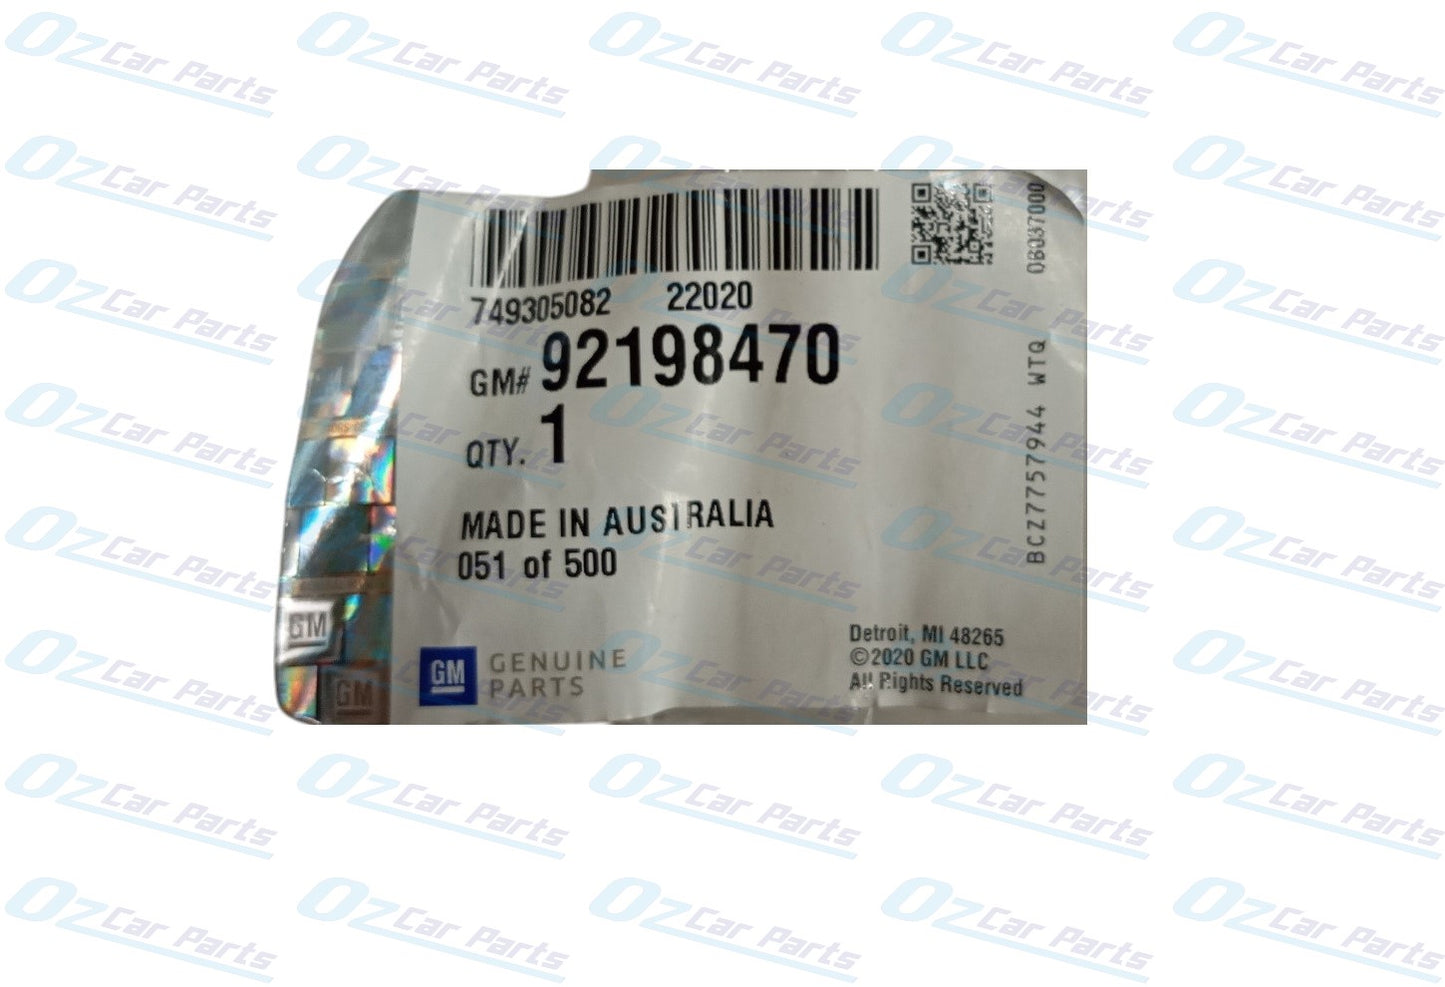 749305082 22020
GM# 92198470
QTY. 1
MADE IN AUSTRALIA
051 of 500
GM GENUINE
PARTS
Detroit, MI 48265
©2020 GM LLC
All Rights Reserved
0B037000
BCZ7757944 WTQ
GM
GM
Oz Car Parts